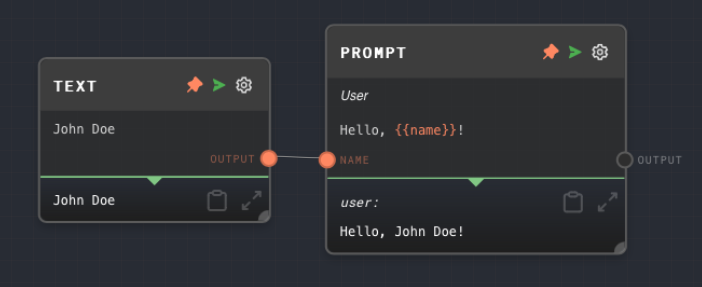 TEXT
John Doe
OUTPUT
John Doe
PROMPT
User
Hello, {{name}}!
NAME
OUTPUT
user:
Hello, John Doe!